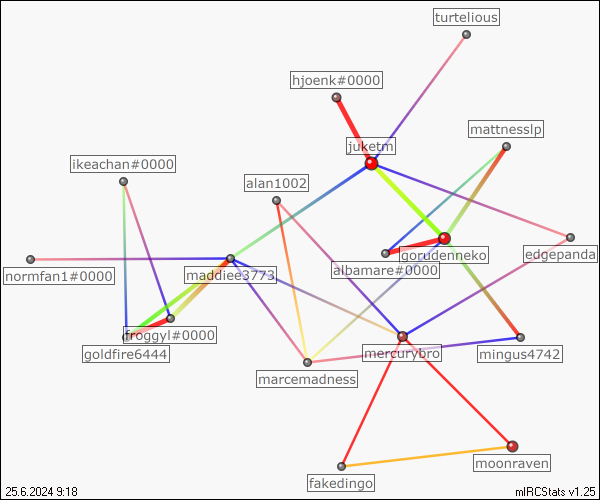 turtelious
hjoenk#0000
mattnesslp
juketm
ikeachan#0000
alan1002
gouddeneko
edgepanda
albamare#0000
maddiee3773
normfan1#0000
froggyl#0000
goldfire6444
mercurybro
mingus4742
marcemadness
moonraven
fakedingo
25.6.2024 9:18
mIRCStats v1.25